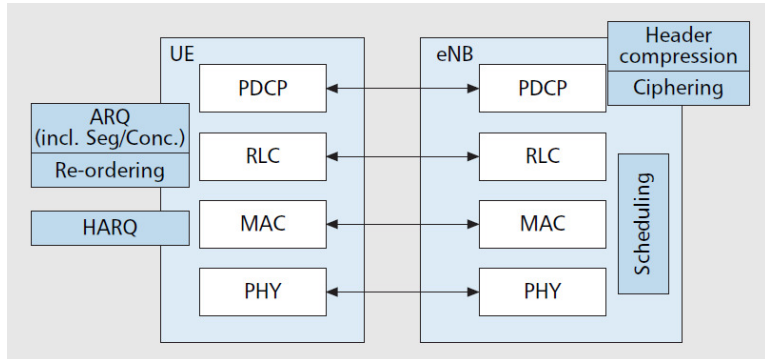 UE
eNB
Header
compression
Ciphering
PDCP
PDCP
ARQ
(incl. Seg/Conc.)
Re-ordering
RLC
RLC
Scheduling
HARQ
MAC
MAC
PHY
PHY